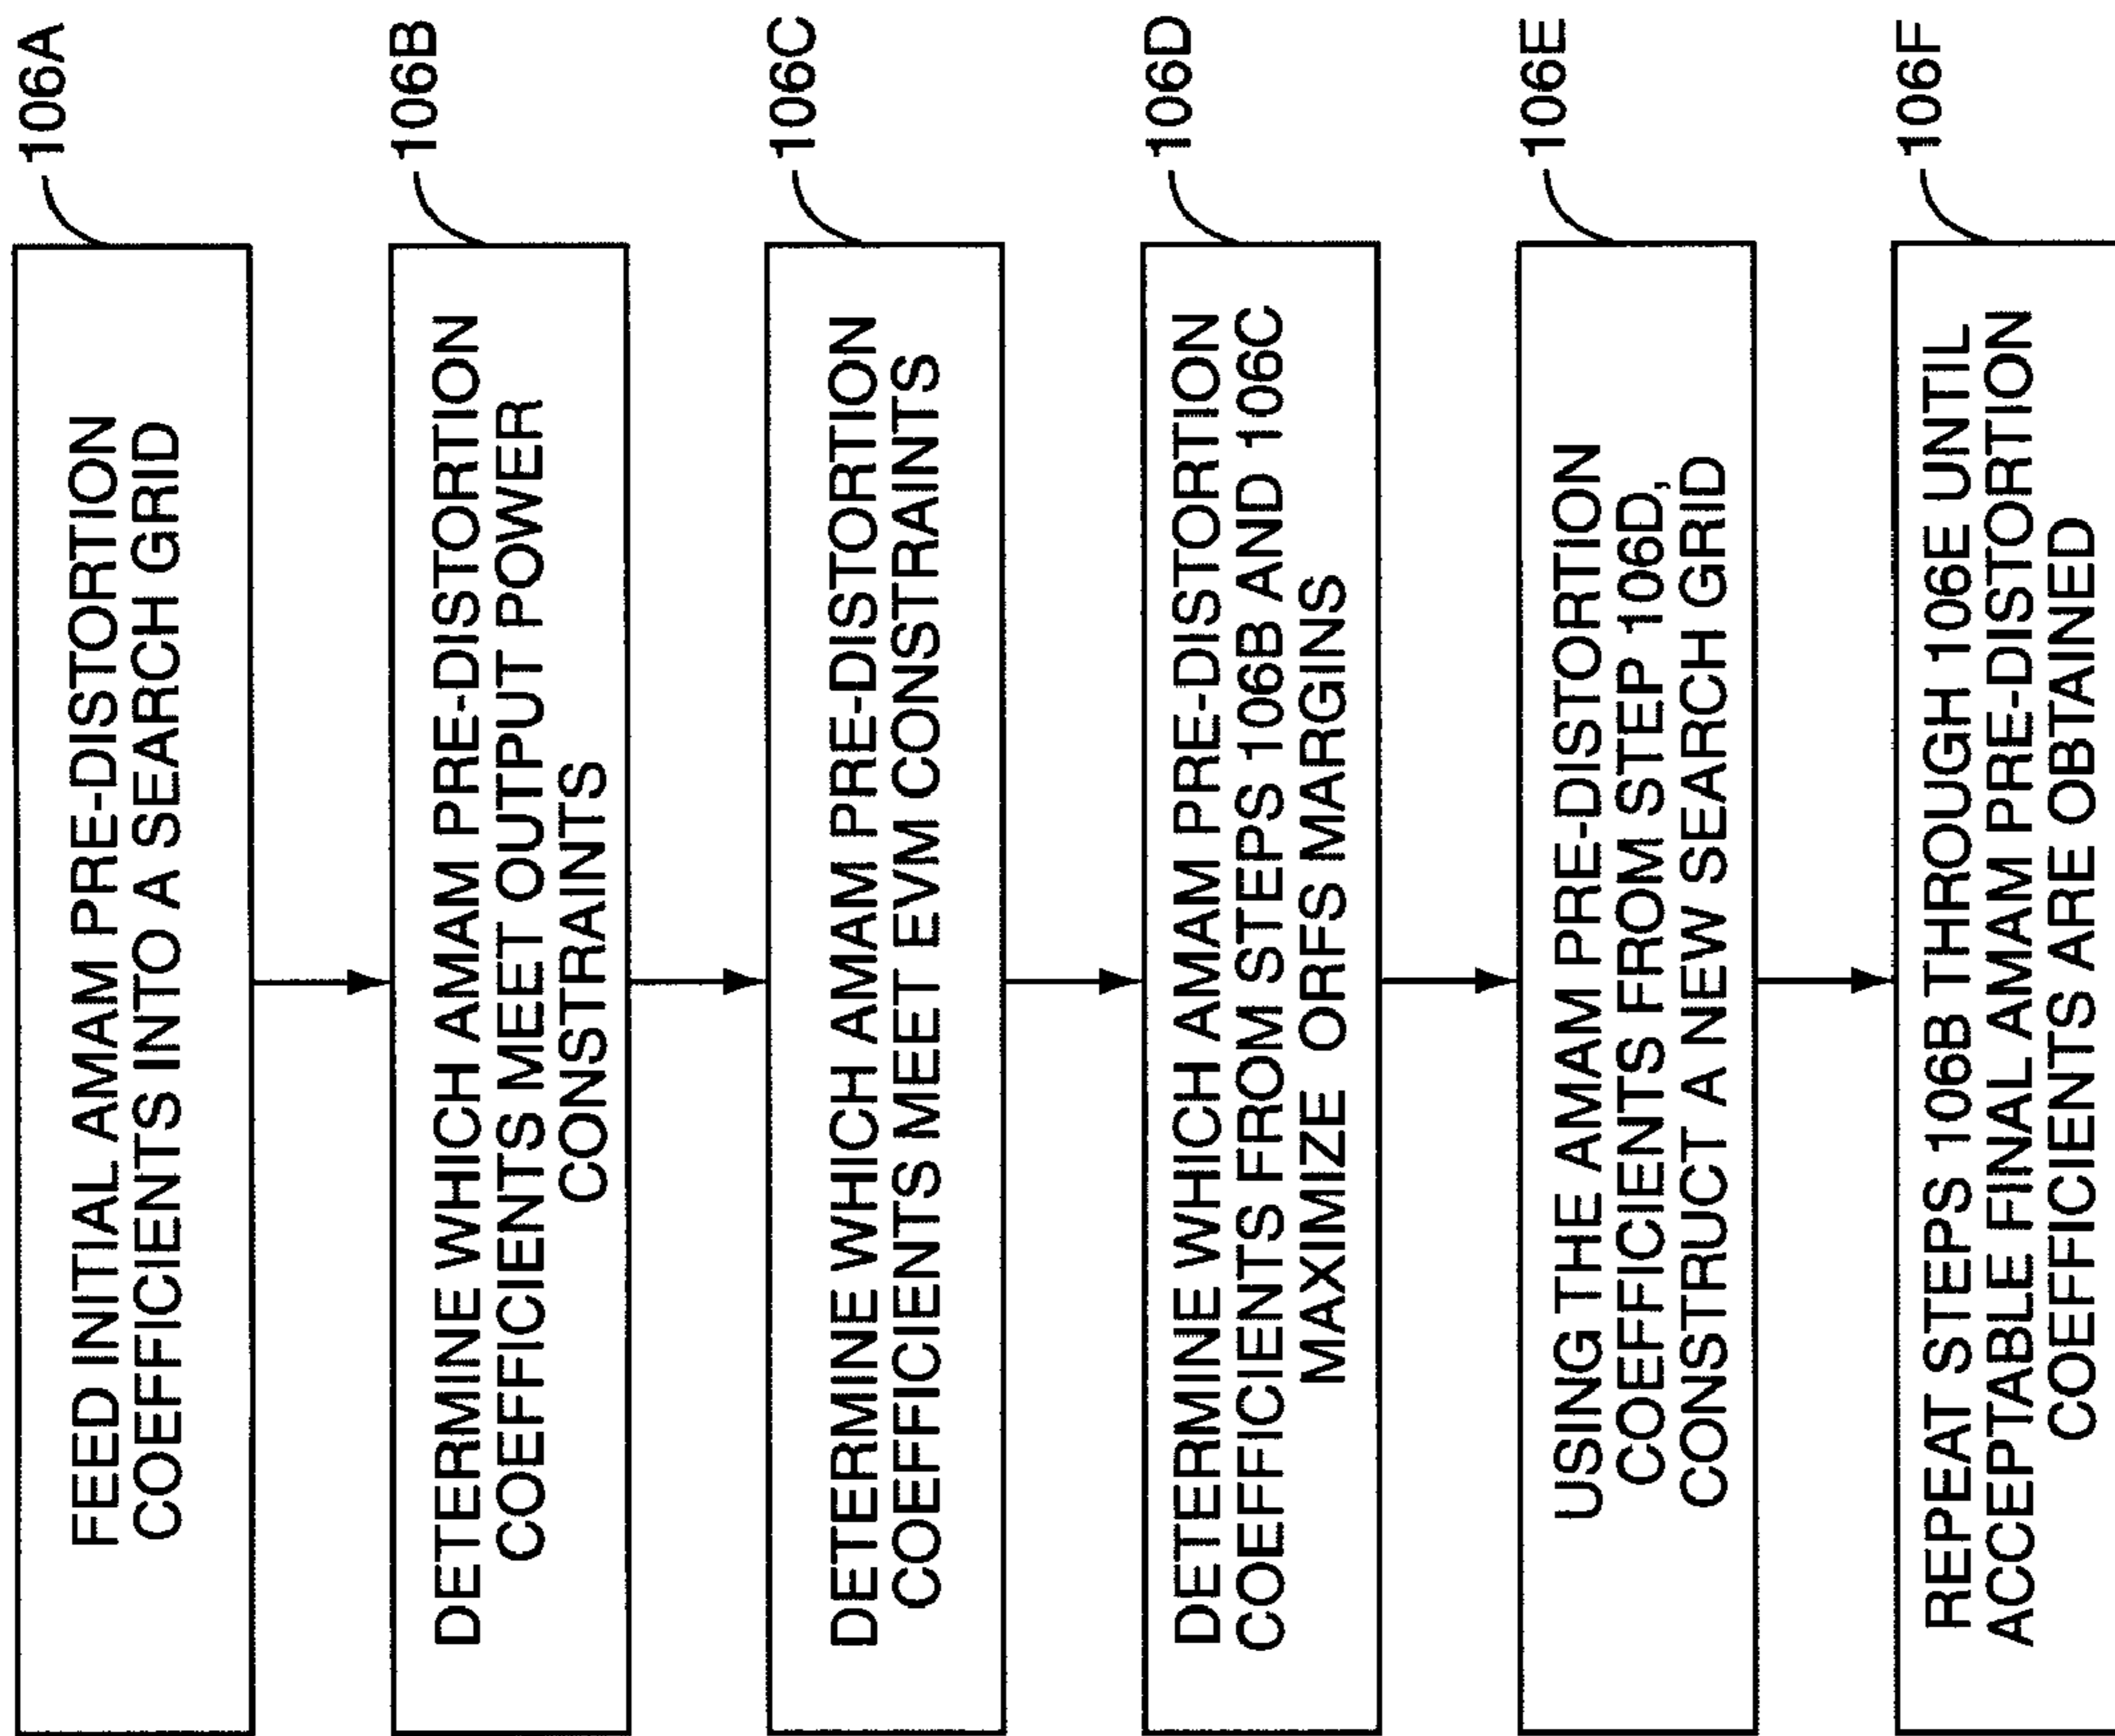 106A
FEED INITIAL AMAM PRE-DISTORTION
COEFFICIENTS INTO A SEARCH GRID
106B
DETERMINE WHICH AMAM PRE-DISTORTION
COEFFICIENTS MEET OUTPUT POWER
CONSTRAINTS
106C
DETERMINE WHICH AMAM PRE-DISTORTION
COEFFICIENTS MEET EVM CONSTRAINTS
106D
DETERMINE WHICH AMAM PRE-DISTORTION
COEFFICIENTS FROM STEPS 106B AND 106C
MAXIMIZE ORFS MARGINS
106E
USING THE AMAM PRE-DISTORTION
COEFFICIENTS FROM STEP 106D,
CONSTRUCT A NEW SEARCH GRID
106F
REPEAT STEPS 106B THROUGH 106E UNTIL
ACCEPTABLE FINAL AMAM PRE-DISTORTION
COEFFICIENTS ARE OBTAINED